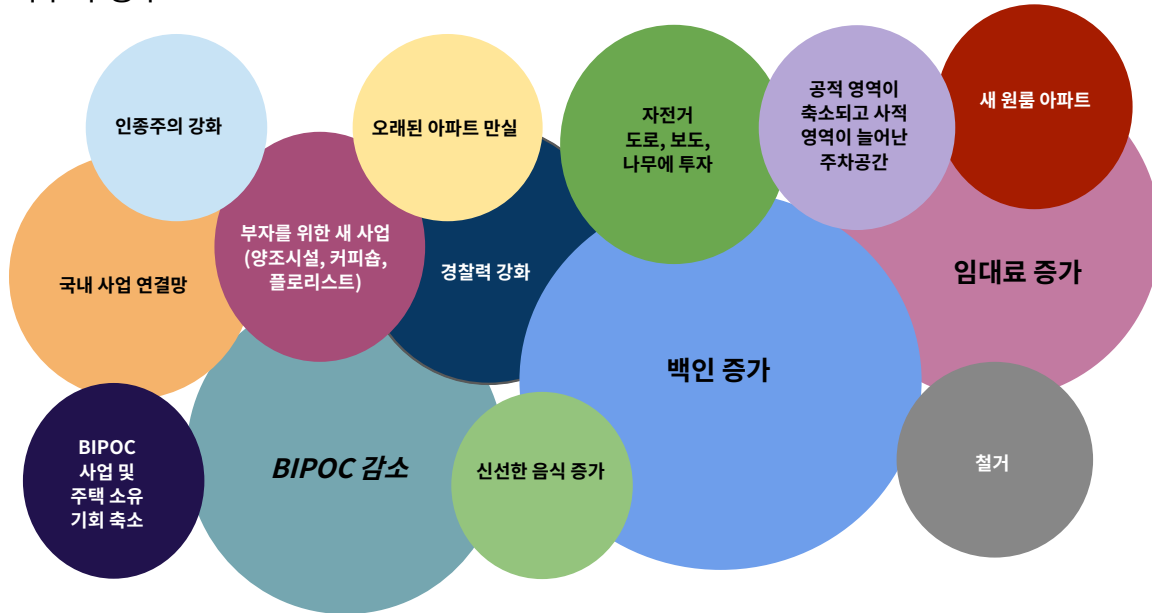 인종주의 강화
오래된 아파트 만실
자전거
도로, 보도,
나무에 투자
공적 영역이
축소되고 사적
영역이 늘어난
주차공간
새 원룸 아파트
국내 사업 연결망
부자를 위한 새 사업
(양조시설, 커피숍,
플로리스트)
경찰력 강화
임대료 증가
백인 증가
BIPOC
사업 및
주택 소유
기회 축소
BIPOC 감소
신선한 음식 증가
철거